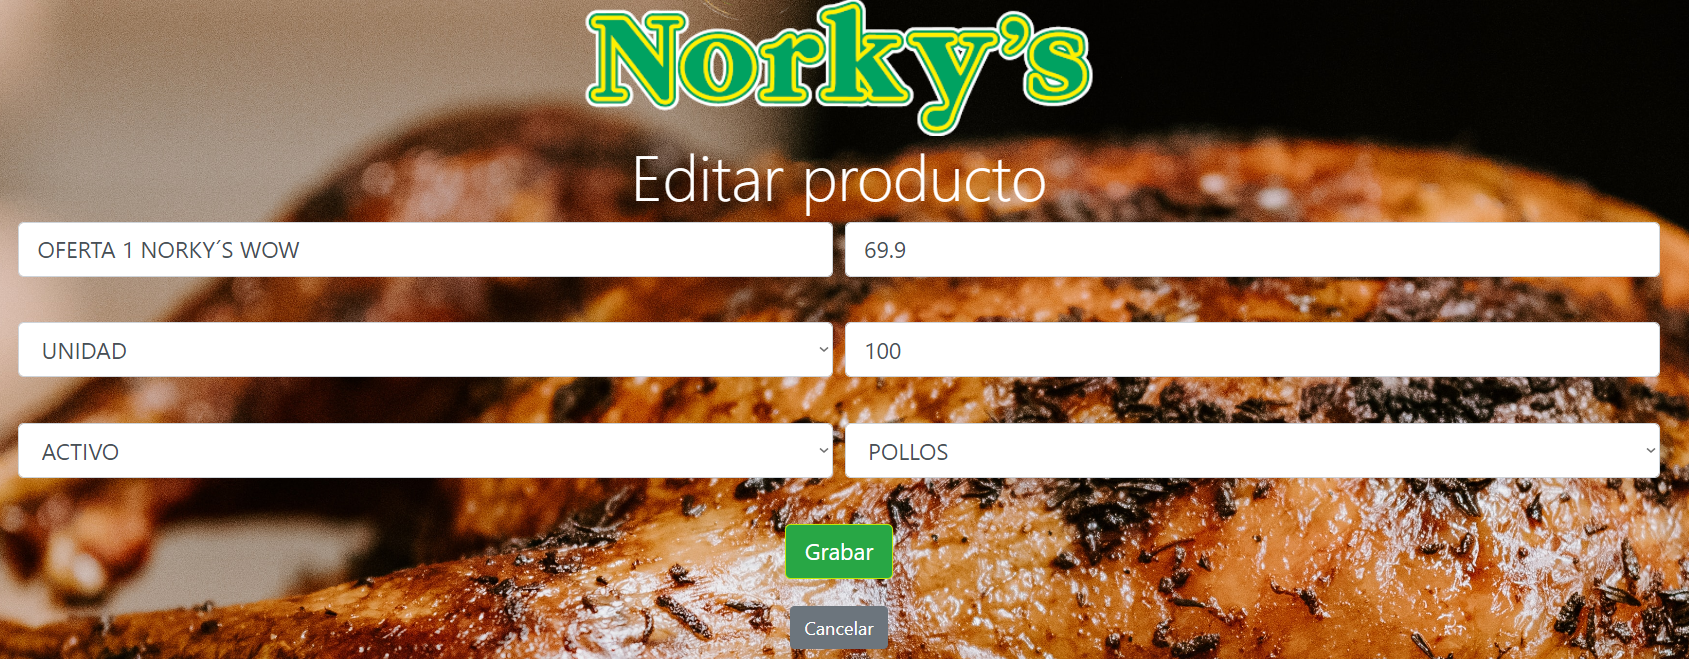 Norky's
Editar producto
OFERTA 1 NORKY´S WOW
69.9
UNIDAD
100
ACTIVO
POLLOS
Grabar
Cancelar